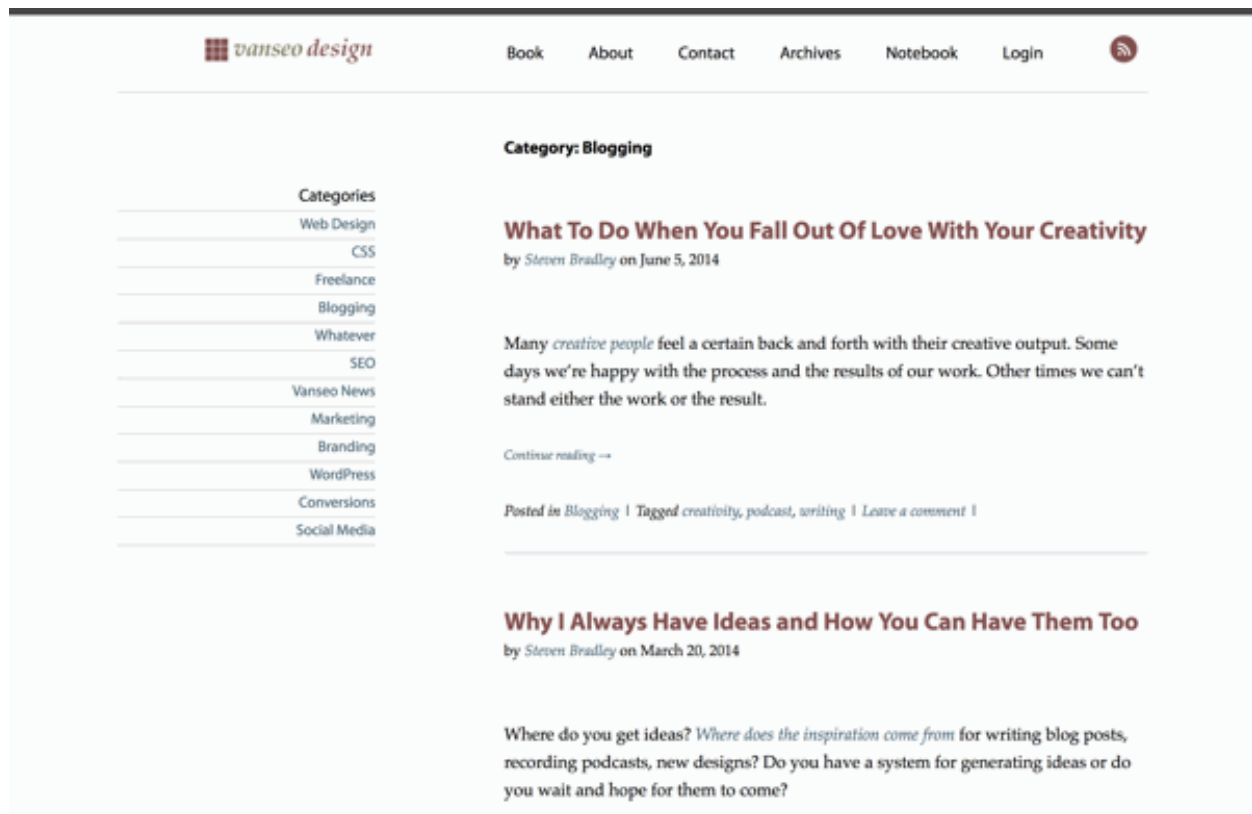 vanseo design
Book About Contact Archives Notebook Login
Category: Blogging
Categories
Web Design
CSS
Freelance
Blogging
Whatever
SEO
Vanseo News
Marketing
Branding
WordPress
Conversions
Social Media
What To Do When You Fall Out Of Love With Your Creativity
by Steven Bradley on June 5, 2014
Many creative people feel a certain back and forth with their creative output. Some
days we're happy with the process and the results of our work. Other times we can't
stand either the work or the result.
Continue reading →
Posted in Blogging | Tagged creativity, podcast, writing | Leave a comment |
Why I Always Have Ideas and How You Can Have Them Too
by Steven Bradley on March 20, 2014
Where do you get ideas? Where does the inspiration come from for writing blog posts,
recording podcasts, new designs? Do you have a system for generating ideas or do
you wait and hope for them to come?